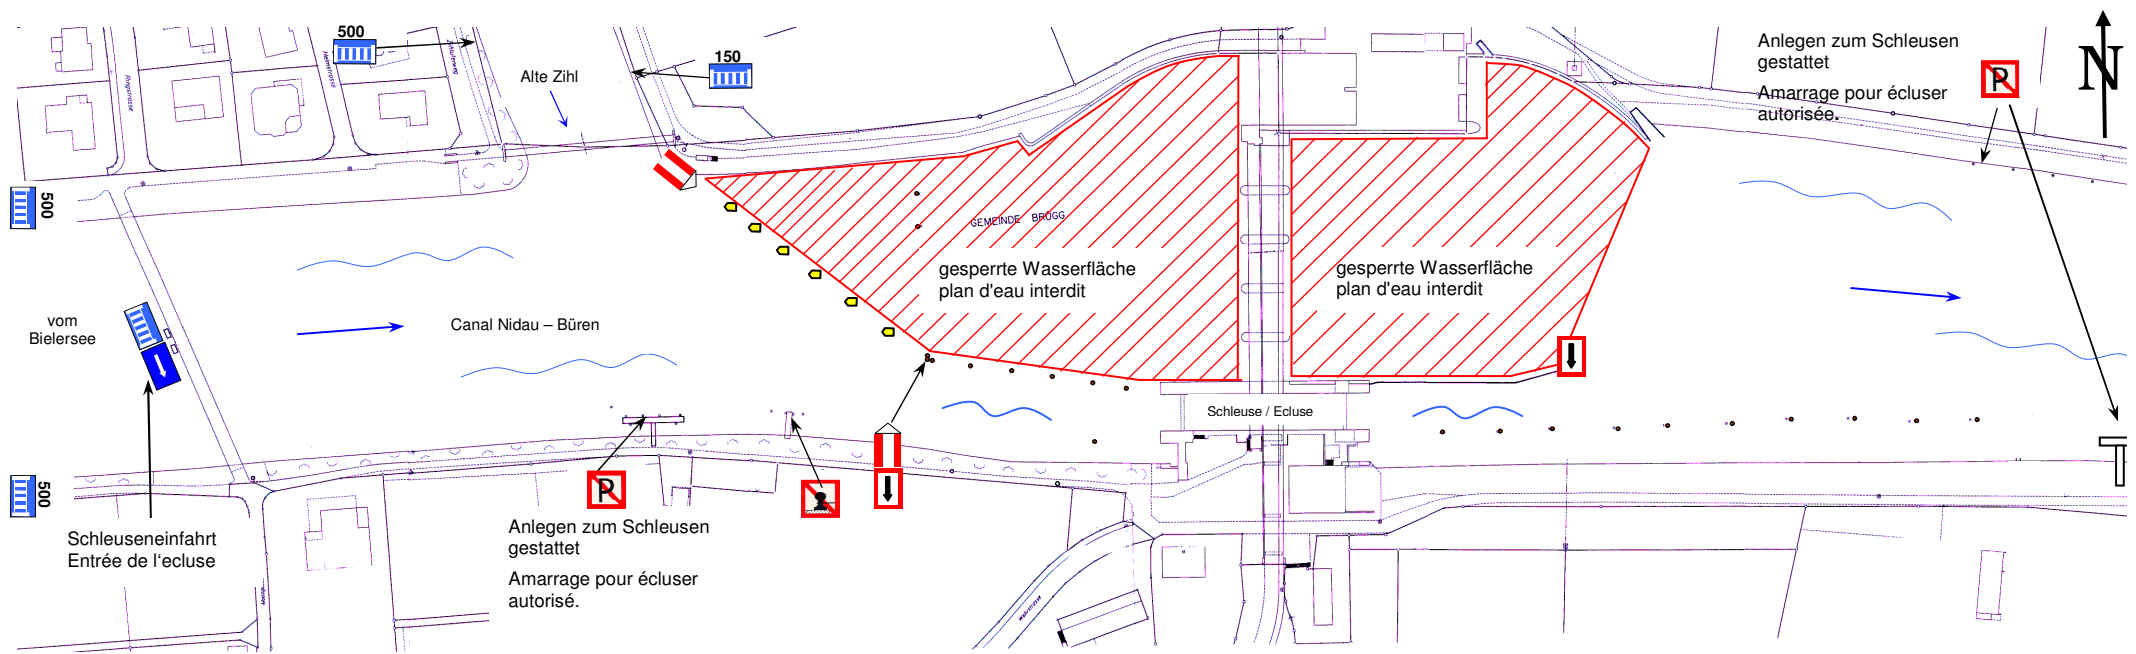 500
150
Alte Zihl
Anlegen zum Schleusen
gestattet
Amarrage pour écluser
autorisée.
P
N
Ringstrasse
500
GEMEINDE BRÜGG
gesperrte Wasserfläche
plan d'eau interdit
gesperrte Wasserfläche
plan d'eau interdit
vom
Bielersee
Canal Nidau – Büren
Schleuse / Ecluse
500
P
Schleuseneinfahrt
Entrée de l'ecluse
Anlegen zum Schleusen
gestattet
Amarrage pour écluser
autorisé.
Wehrstrasse